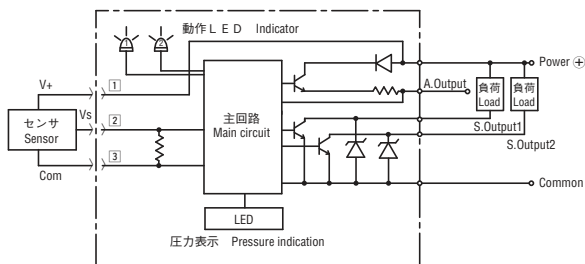 動作LED Indicator
1
2
Power ⊕
V+
1
A.Output
負荷
Load
負荷
Load
センサ
Sensor
Vs
2
主回路
Main circuit
S.Output1
S.Output2
3
Com
Common
LED
圧力表示 Pressure indication